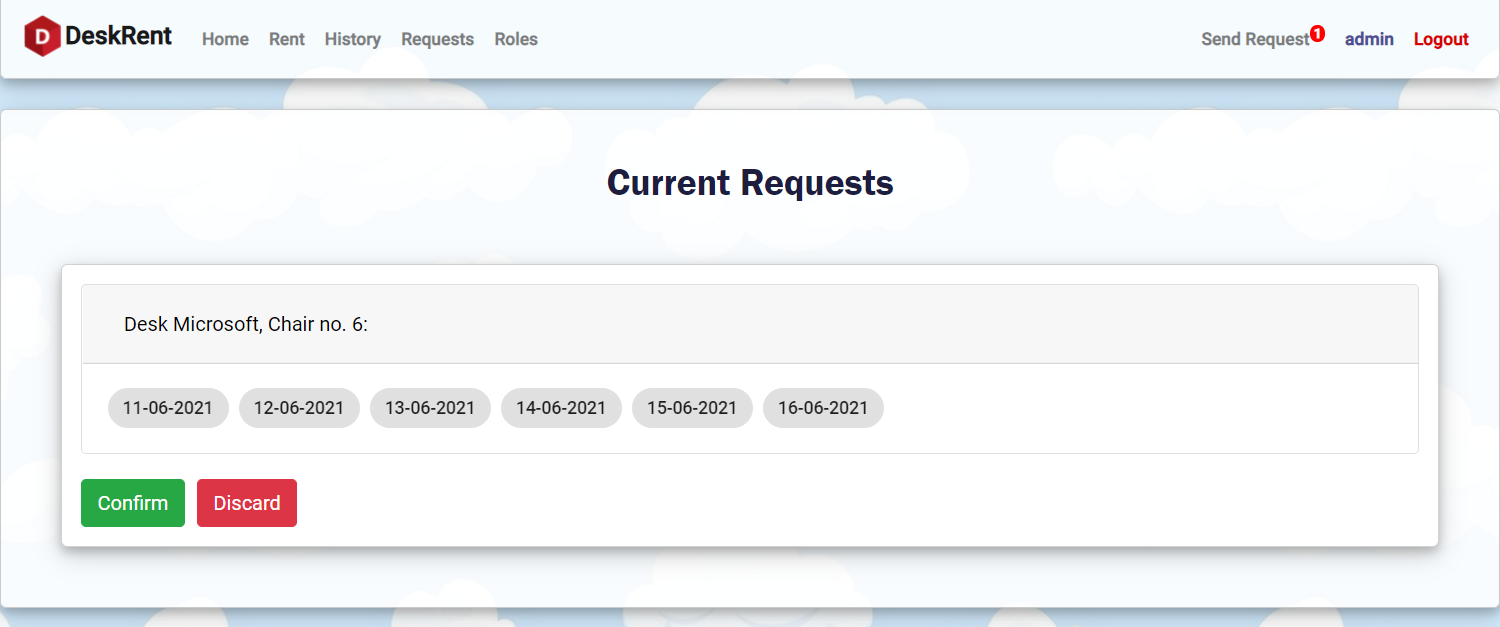 D DeskRent Home Rent History Requests Roles Send Request 1 admin Logout
Current Requests
Desk Microsoft, Chair no. 6:
11-06-2021 12-06-2021 13-06-2021 14-06-2021 15-06-2021 16-06-2021
Confirm Discard